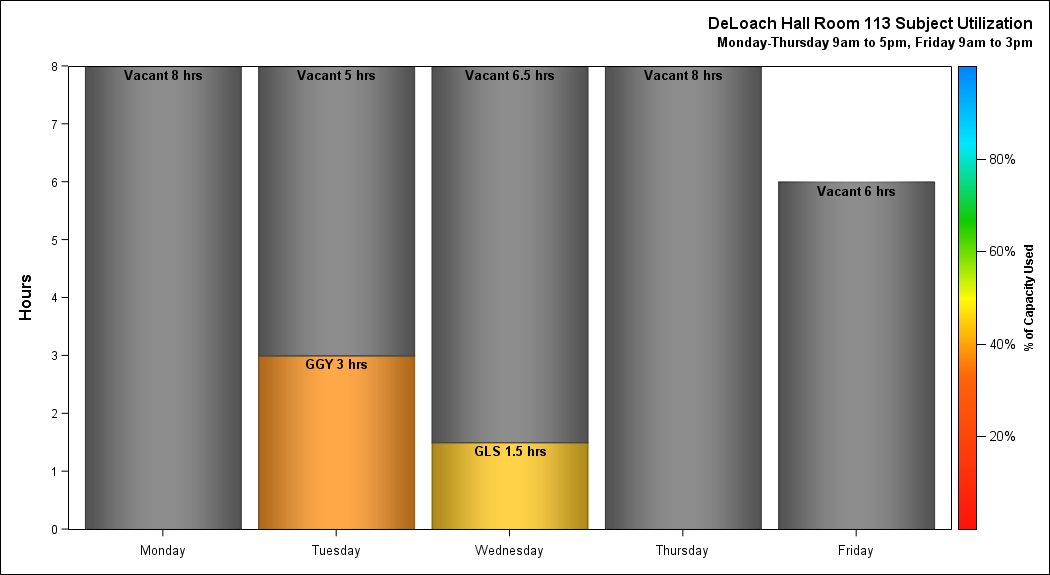 DeLoach Hall Room 113 Subject Utilization
Monday-Thursday 9am to 5pm, Friday 9am to 3pm
Hours
8
7
6
5
4
3
2
1
0
Vacant 8 hrs
Vacant 5 hrs
Vacant 6.5 hrs
Vacant 8 hrs
Vacant 6 hrs
GGY 3 hrs
GLS 1.5 hrs
Monday
Tuesday
Wednesday
Thursday
Friday
80%
60%
40%
20%
% of Capacity Used